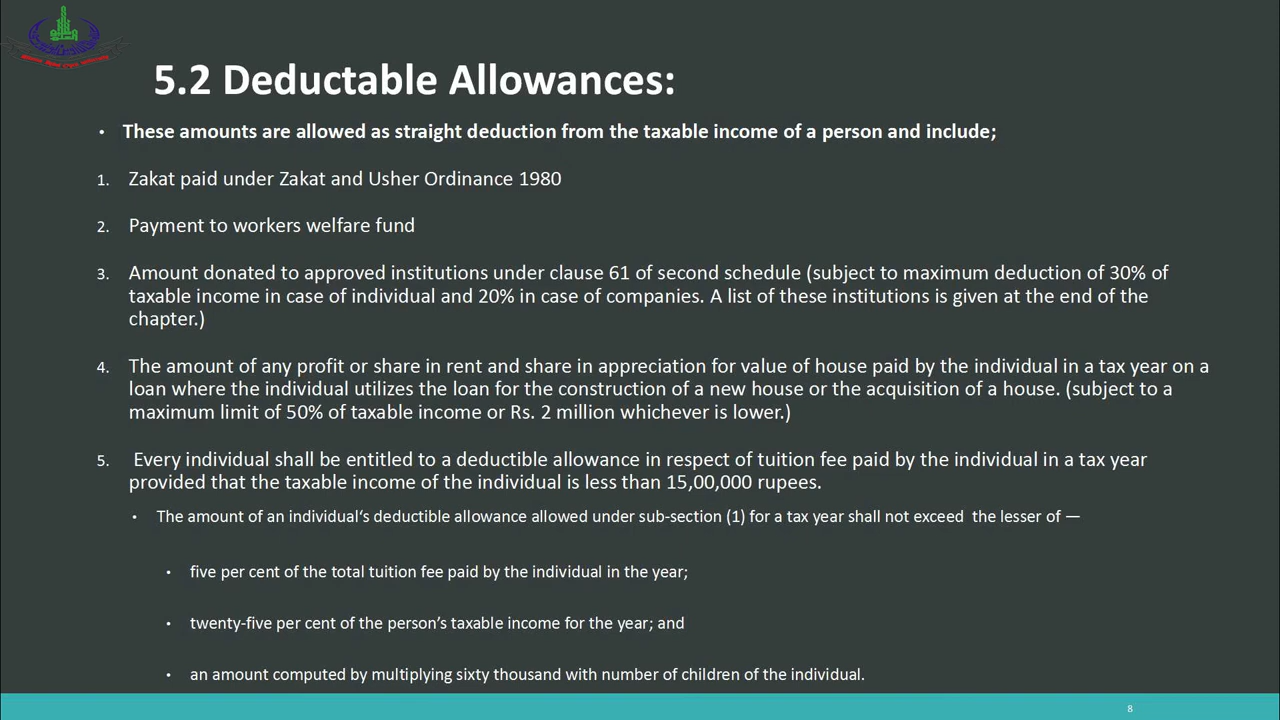 5.2 Deductable Allowances:
• These amounts are allowed as straight deduction from the taxable income of a person and include;
1. Zakat paid under Zakat and Usher Ordinance 1980
2. Payment to workers welfare fund
3. Amount donated to approved institutions under clause 61 of second schedule (subject to maximum deduction of 30% of
taxable income in case of individual and 20% in case of companies. A list of these institutions is given at the end of the
chapter.)
4. The amount of any profit or share in rent and share in appreciation for value of house paid by the individual in a tax year on a
loan where the individual utilizes the loan for the construction of a new house or the acquisition of a house. (subject to a
maximum limit of 50% of taxable income or Rs. 2 million whichever is lower.)
5. Every individual shall be entitled to a deductible allowance in respect of tuition fee paid by the individual in a tax year
provided that the taxable income of the individual is less than 15,00,000 rupees.
• The amount of an individual‘s deductible allowance allowed under sub-section (1) for a tax year shall not exceed the lesser of —
• five per cent of the total tuition fee paid by the individual in the year;
• twenty-five per cent of the person’s taxable income for the year; and
• an amount computed by multiplying sixty thousand with number of children of the individual.
8